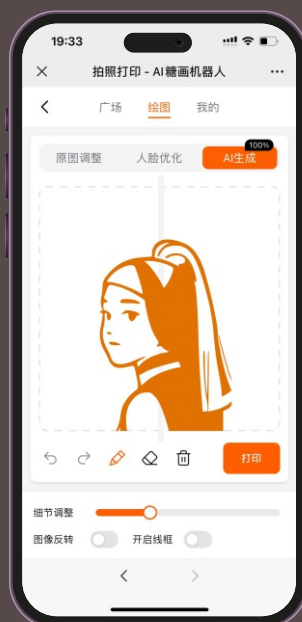 19:33
拍照打印 - AI糖画机器人
广场 绘图 我的
100%
原图调整 人脸优化 AI生成
打印
细节调整
图像反转 开启线框